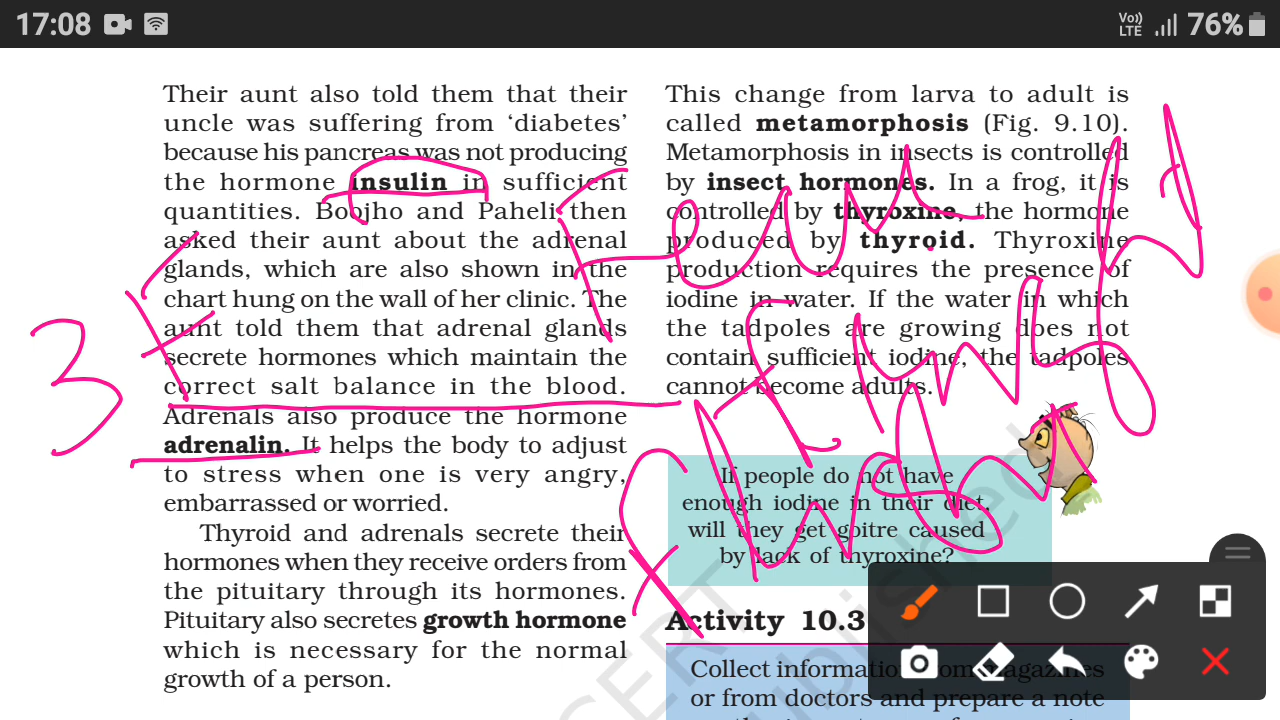 17:08
Vo)) LTE 76%
Their aunt also told them that their
uncle was suffering from ‘diabetes’
because his pancreas was not producing
the hormone insulin in sufficient
quantities. Boojho and Paheli then
asked their aunt about the adrenal
glands, which are also shown in the
chart hung on the wall of her clinic. The
aunt told them that adrenal glands
secrete hormones which maintain the
correct salt balance in the blood.
Adrenals also produce the hormone
adrenalin. It helps the body to adjust
to stress when one is very angry,
embarrassed or worried.
Thyroid and adrenals secrete their
hormones when they receive orders from
the pituitary through its hormones.
Pituitary also secretes growth hormone
which is necessary for the normal
growth of a person.
This change from larva to adult is
called metamorphosis (Fig. 9.10).
Metamorphosis in insects is controlled
by insect hormones. In a frog, it is
controlled by thyroxine, the hormone
produced by thyroid. Thyroxine
production requires the presence of
iodine in water. If the water in which
the tadpoles are growing does not
contain sufficient iodine, the tadpoles
cannot become adults.
If people do not have
enough iodine in their diet,
will they get goitre caused
by lack of thyroxine?
Activity 10.3
Collect information from magazines
or from doctors and prepare a note
3F